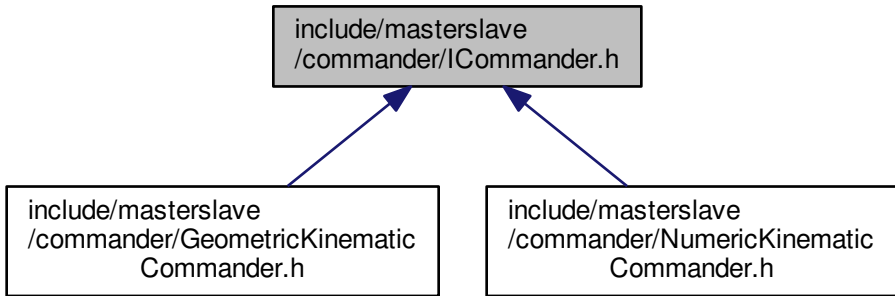 include/masterslave
/commander/ICommander.h
include/masterslave
/commander/GeometricKinematic
Commander.h
include/masterslave
/commander/NumericKinematic
Commander.h